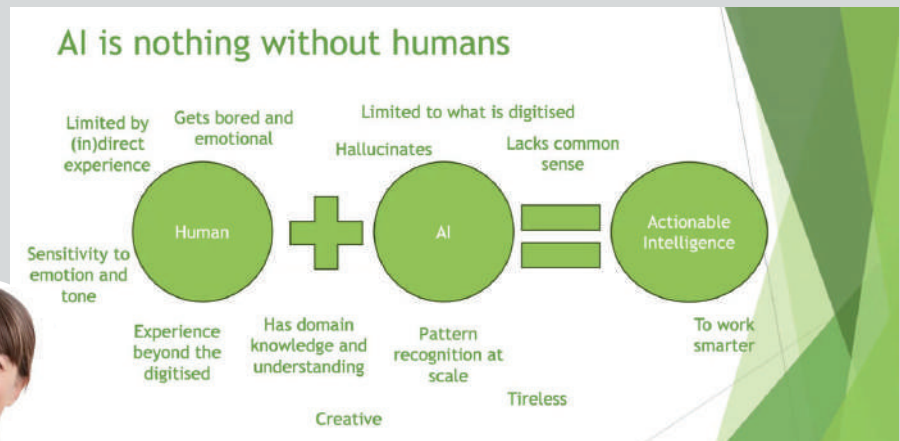 AI is nothing without humans
Limited by
(in)direct
experience
Gets bored and
emotional
Limited to what is digitised
Hallucinates
Lacks common
sense
Human
AI
Actionable
Intelligence
Sensitivity to
emotion and
tone
Experience
beyond the
digitised
Has domain
knowledge and
understanding
Pattern
recognition at
scale
To work
smarter
Creative
Tireless